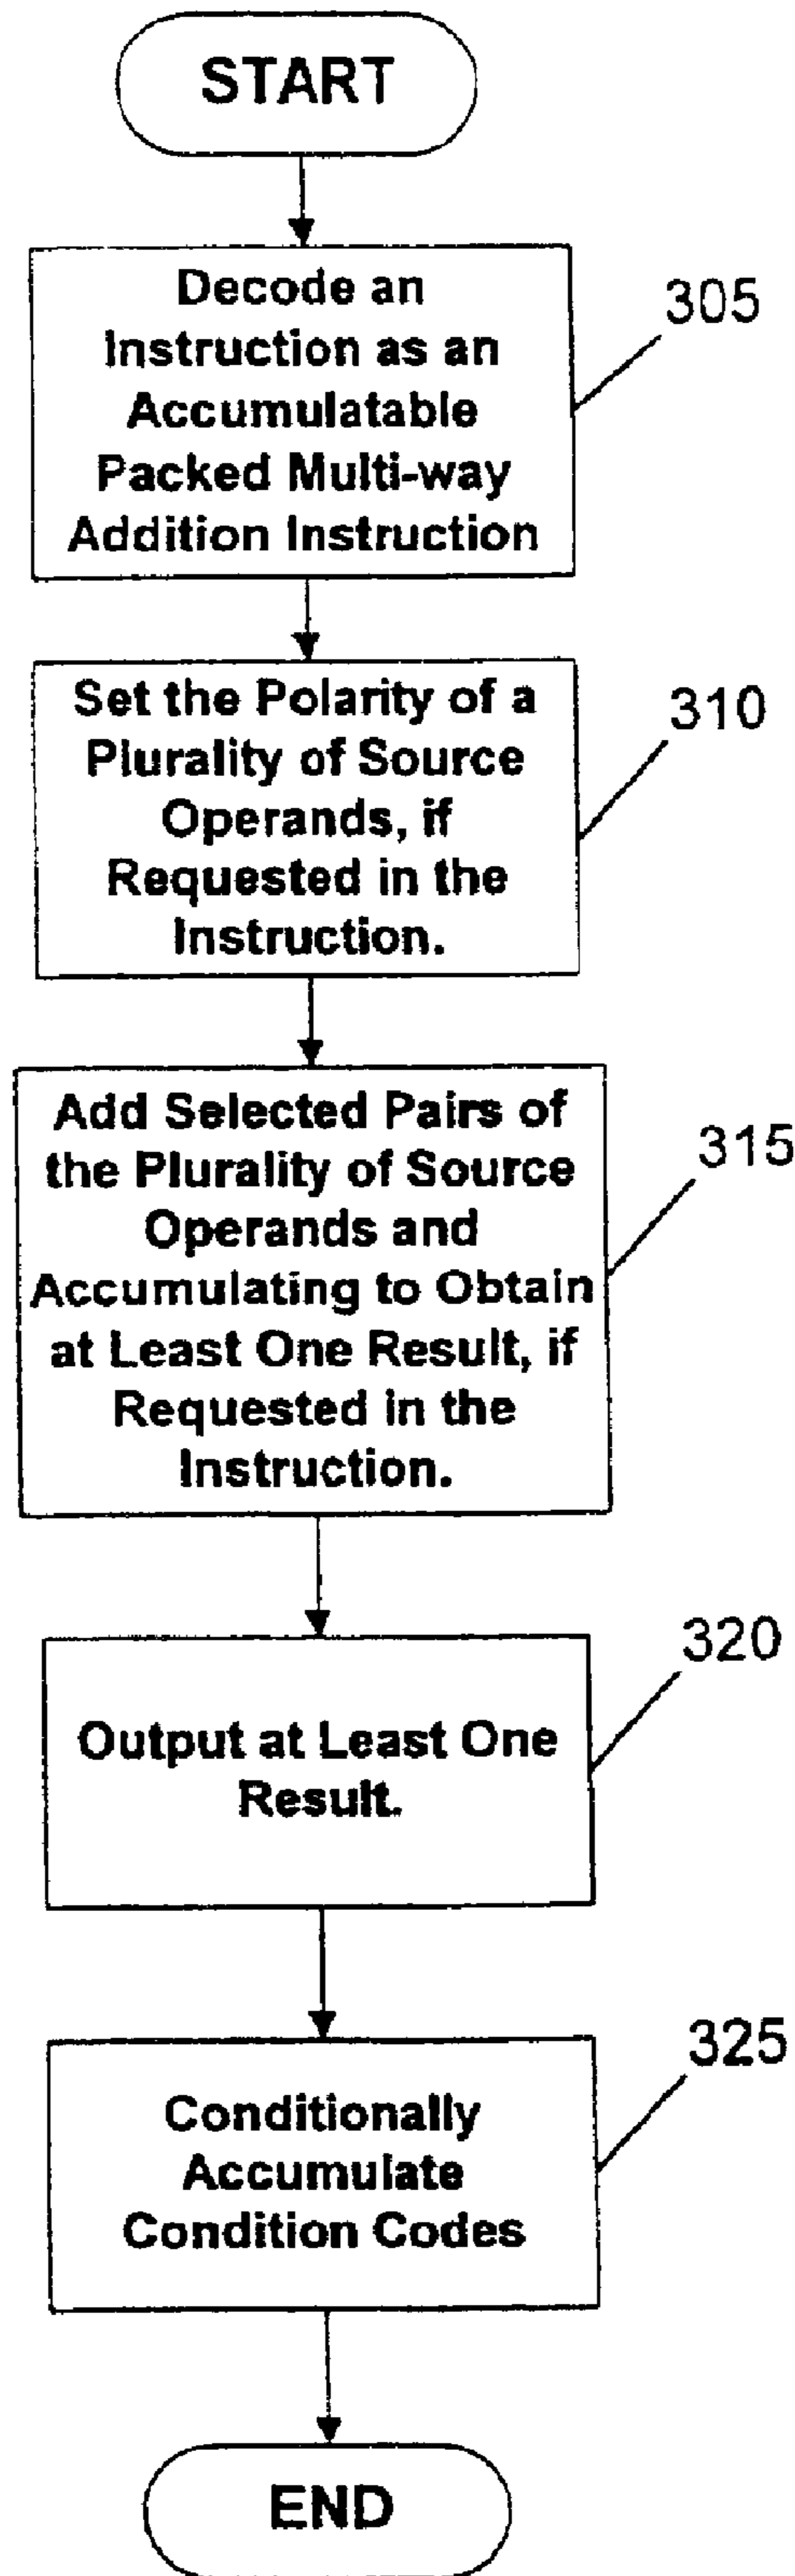 START
Decode an
Instruction as an
Accumulatable
Packed Multi-way
Addition Instruction
305
Set the Polarity of a
Plurality of Source
Operands, if
Requested in the
Instruction.
310
Add Selected Pairs of
the Plurality of Source
Operands and
Accumulating to Obtain
at Least One Result, if
Requested in the
Instruction.
315
Output at Least One
Result.
320
Conditionally
Accumulate
Condition Codes
325
END